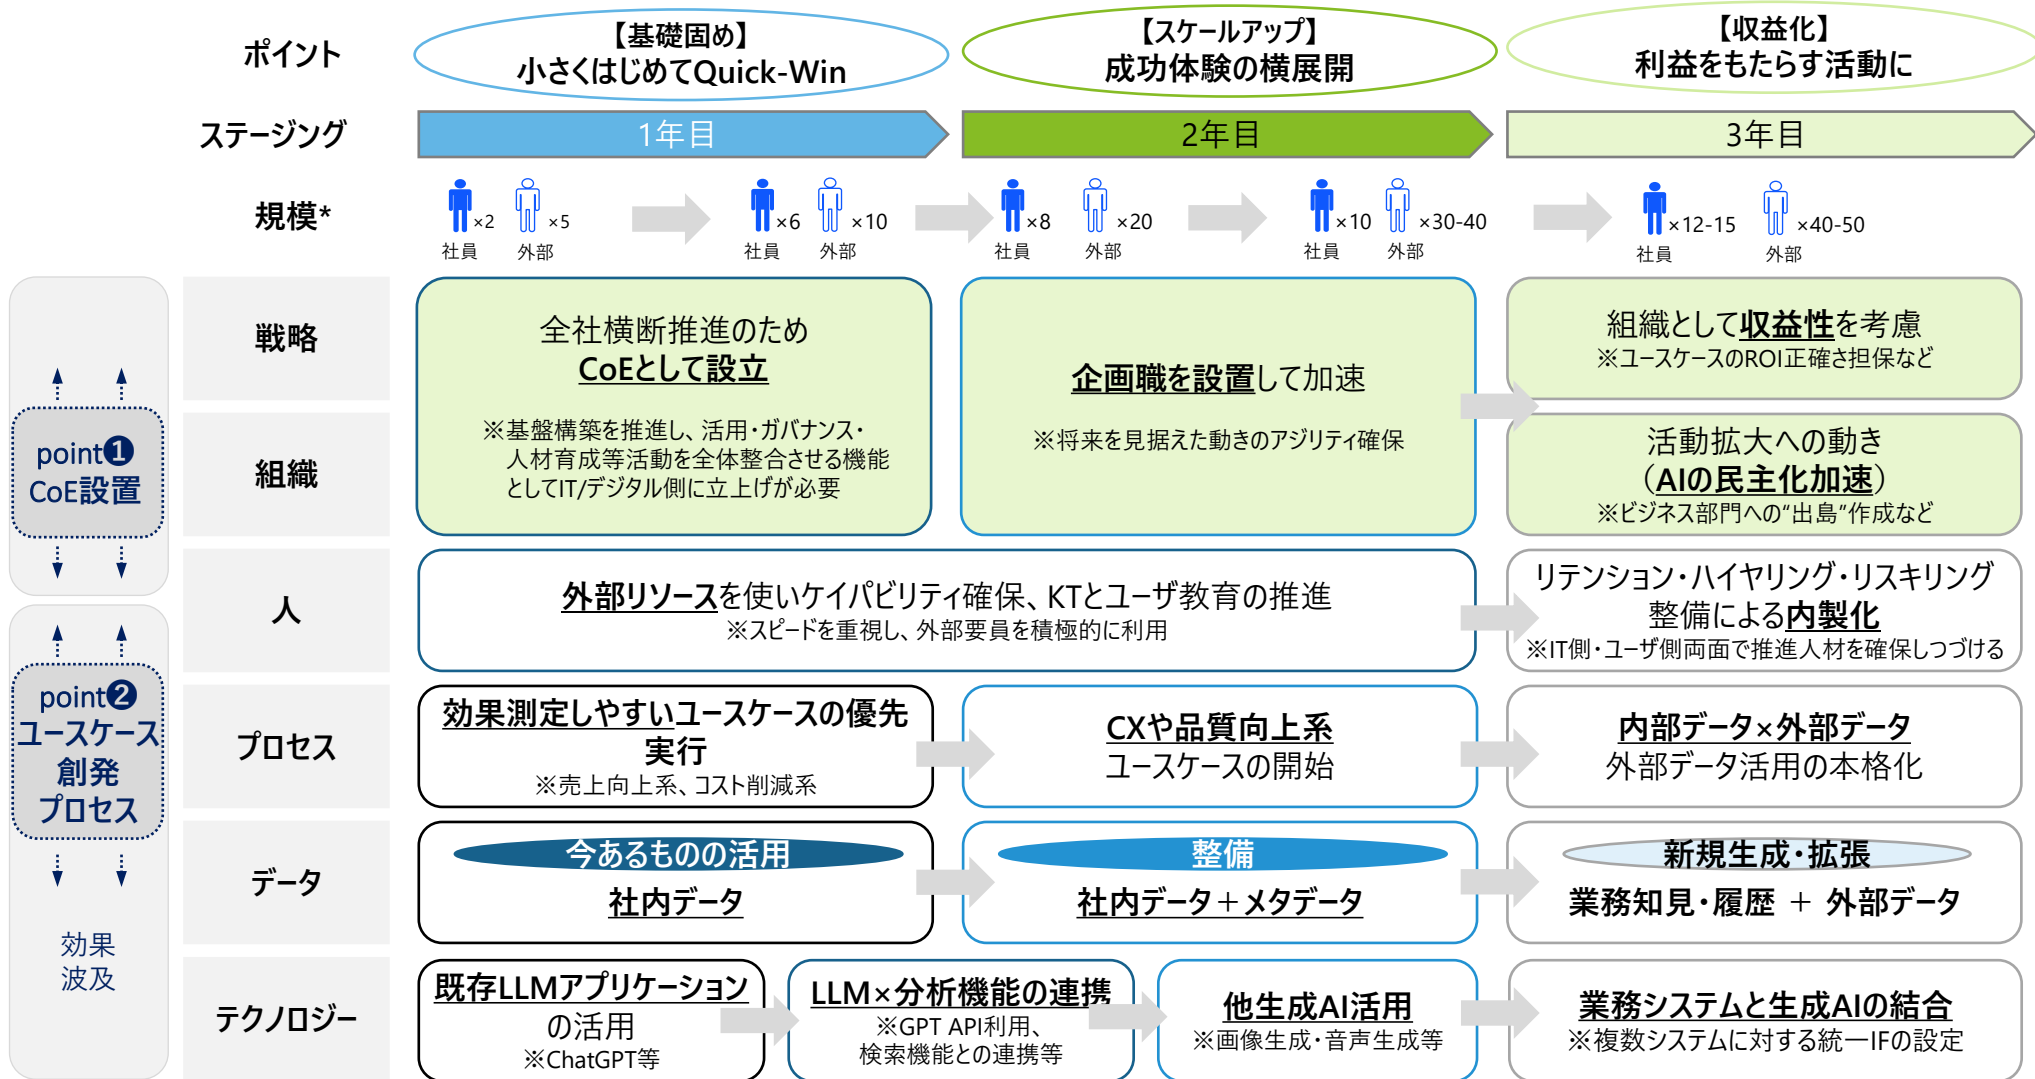 ポイント
【基礎固め】
小さくはじめてQuick-Win
【スケールアップ】
成功体験の横展開
【収益化】
利益をもたらす活動に
ステージング
1年目
2年目
3年目
規模*
×2
×5
×6
×10
×8
×20
×10
×30-40
×12-15
×40-50
社員
外部
社員
外部
社員
外部
社員
外部
社員
外部
point❶
CoE設置
point❷
ユースケース
創発
プロセス
効果
波及
戦略
組織
全社横断推進のため
CoEとして設立
※基盤構築を推進し、活用・ガバナンス・
人材育成等活動を全体整合させる機能
としてIT/デジタル側に立上げが必要
企画職を設置して加速
※将来を見据えた動きのアジリティ確保
組織として収益性を考慮
※ユースケースのROI正確さ担保など
活動拡大への動き
（AIの民主化加速）
※ビジネス部門への“出島”作成など
人
外部リソースを使いケイパビリティ確保、KTとユーザ教育の推進
※スピードを重視し、外部要員を積極的に利用
リテンション・ハイヤリング・リスキリング
整備による内製化
※IT側・ユーザ側両面で推進人材を確保しつづける
プロセス
効果測定しやすいユースケースの優先
実行
※売上向上系、コスト削減系
CXや品質向上系
ユースケースの開始
内部データ×外部データ
外部データ活用の本格化
データ
今あるものの活用
社内データ
整備
社内データ＋メタデータ
新規生成・拡張
業務知見・履歴 ＋ 外部データ
テクノロジー
既存LLMアプリケーション
の活用
※ChatGPT等
LLM×分析機能の連携
※GPT API利用、
検索機能との連携等
他生成AI活用
※画像生成・音声生成等
業務システムと生成AIの結合
※複数システムに対する統一IFの設定